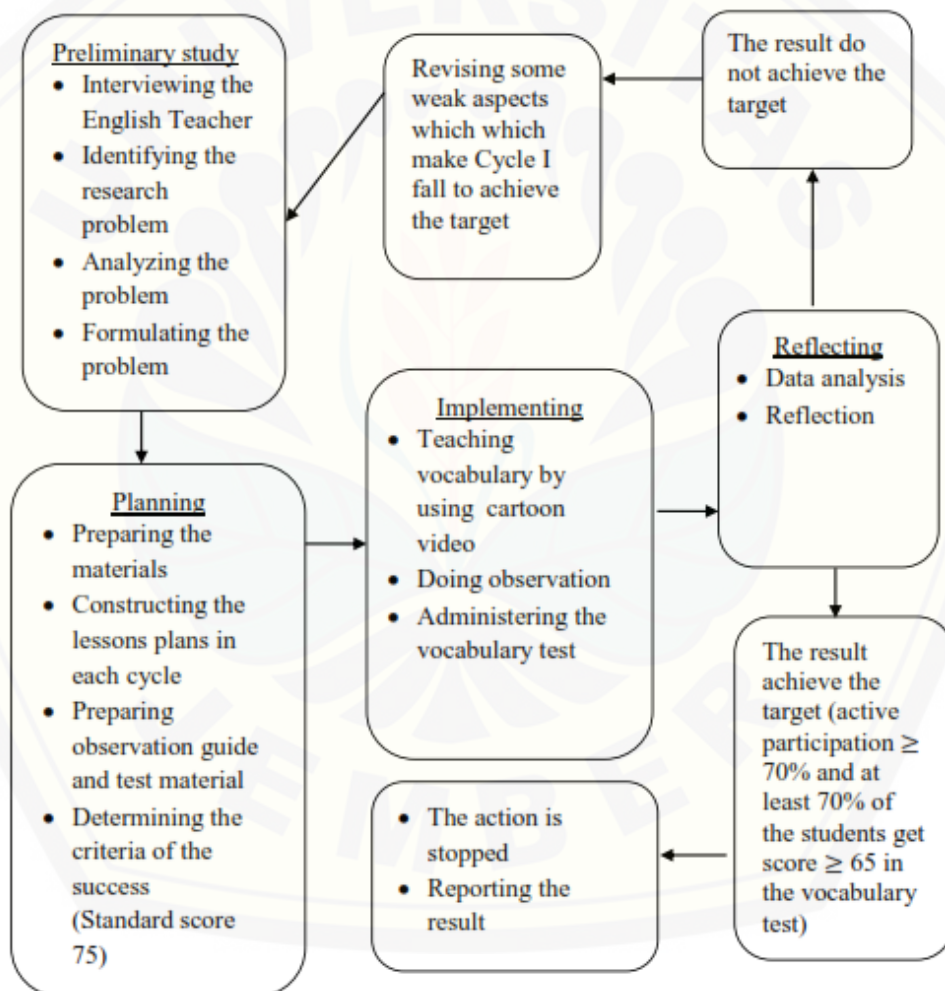 Preliminary study
• Interviewing the
English Teacher
• Identifying the
research
problem
• Analyzing the
problem
• Formulating the
problem
Revising some
weak aspects
which which
make Cycle I
fall to achieve
the target
The result do
not achieve the
target
Planning
• Preparing the
materials
• Constructing the
lessons plans in
each cycle
• Preparing
observation guide
and test material
• Determining the
criteria of the
success
(Standard score
75)
Implementing
• Teaching
vocabulary by
using cartoon
video
• Doing observation
• Administering the
vocabulary test
Reflecting
• Data analysis
• Reflection
The result
achieve the
target (active
participation ≥
70% and at
least 70% of
the students get
score ≥ 65 in
the vocabulary
test)
• The action is
stopped
• Reporting the
result
UNIVERSITAS
JEMBER